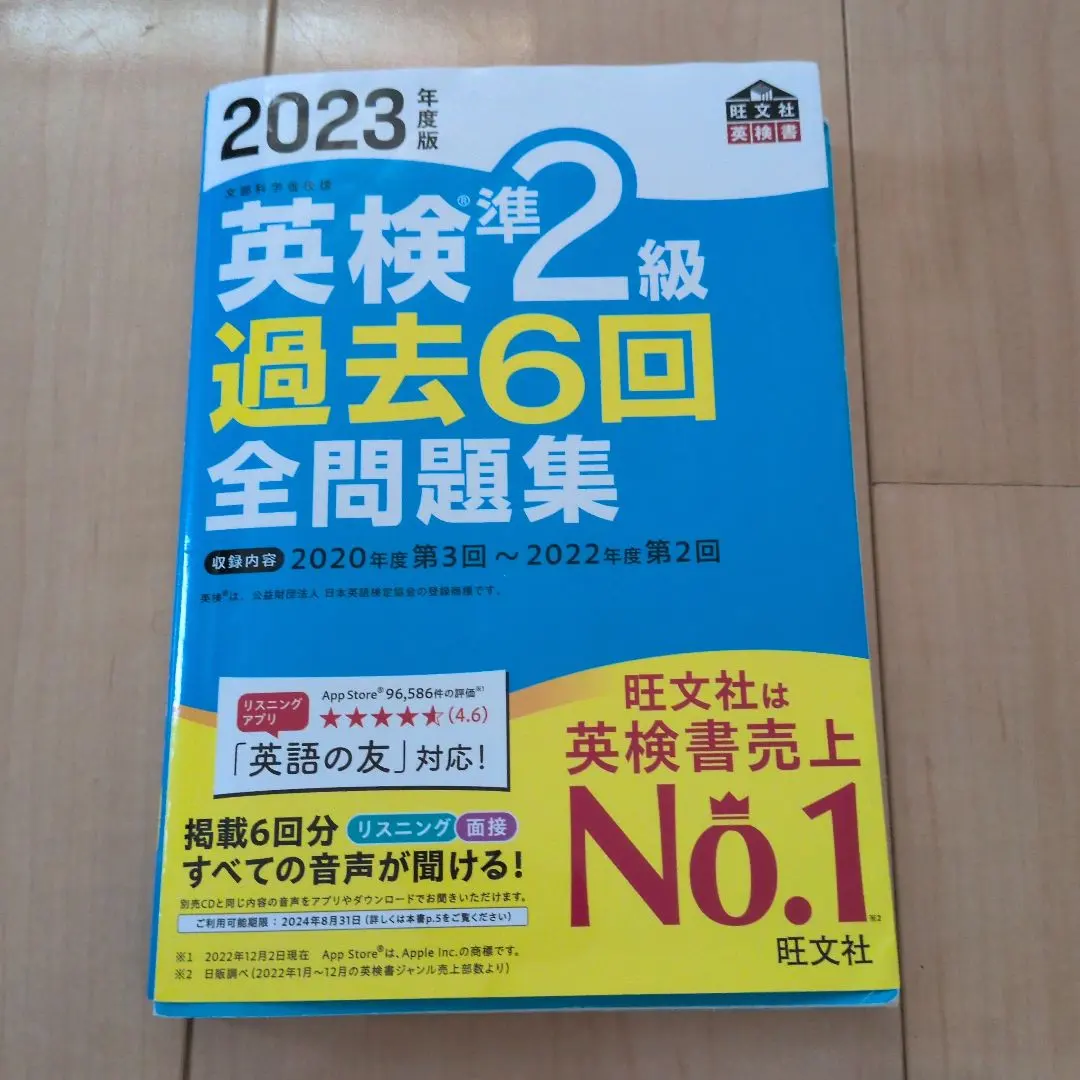 2023年度版
旺文社
英検書
文部科学省後援
英検®準2級
過去6回
全問題集
収録内容 2020年度 第3回 ～ 2022年度 第2回
英検®は、公益財団法人 日本英語検定協会の登録商標です。
リスニング
アプリ
App Store® 96,586件の評価※1
★★★★⯪(4.6)
「英語の友」対応!
旺文社は
英検書売上
No.1※2
旺文社
掲載6回分 リスニング 面接
すべての音声が聞ける!
別売CDと同じ内容の音声をアプリやダウンロードでお聞きいただけます。
ご利用可能期限：2024年8月31日(詳しくは本書p.5をご覧ください)
※1 2022年12月2日現在 App Store®は、Apple Inc.の商標です。
※2 日販調べ(2022年1月～12月の英検書ジャンル売上部数より)